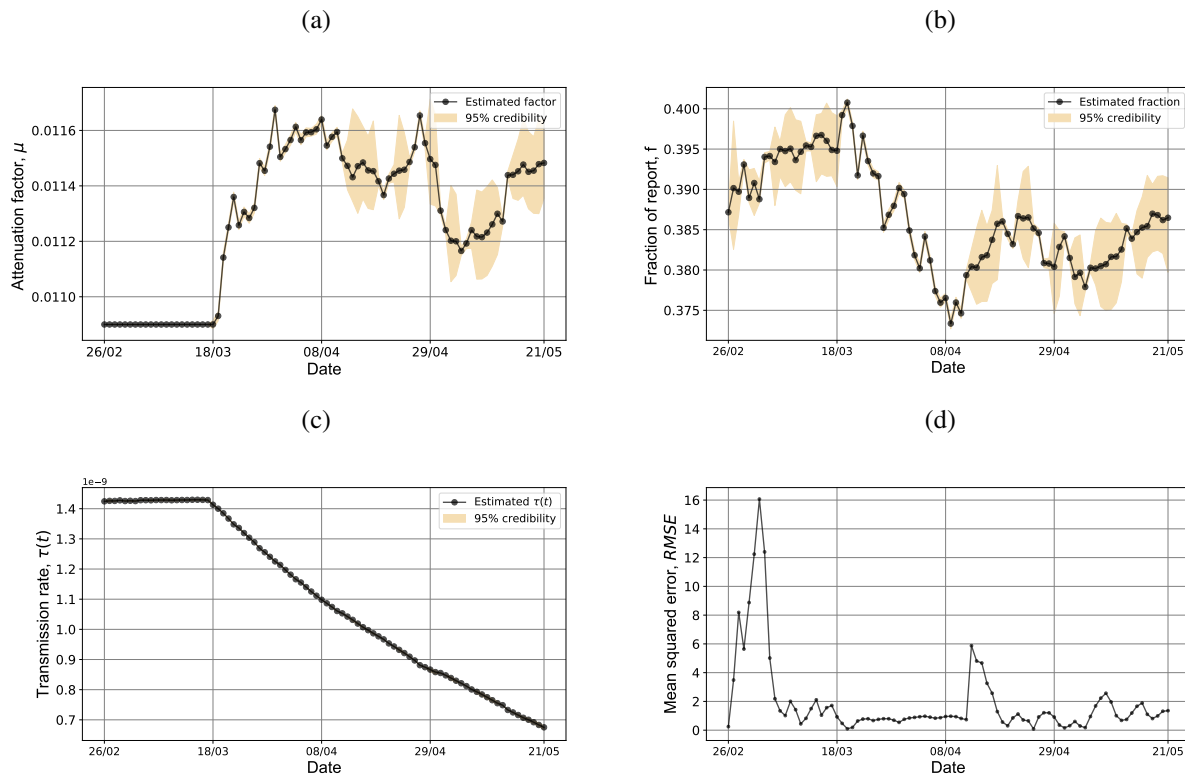 (a)
(b)
Attenuation factor, μ
0.0116
0.0114
0.0112
0.0110
26/02
18/03
08/04
29/04
21/05
Date
Estimated factor
95% credibility
Fraction of report, f
0.400
0.395
0.390
0.385
0.380
0.375
26/02
18/03
08/04
29/04
21/05
Date
Estimated fraction
95% credibility
(c)
(d)
Transmission rate, τ(t)
1e−9
1.4
1.3
1.2
1.1
1.0
0.9
0.8
0.7
26/02
18/03
08/04
29/04
21/05
Date
Estimated τ(t)
95% credibility
Mean squared error, RMSE
16
14
12
10
8
6
4
2
0
26/02
18/03
08/04
29/04
21/05
Date